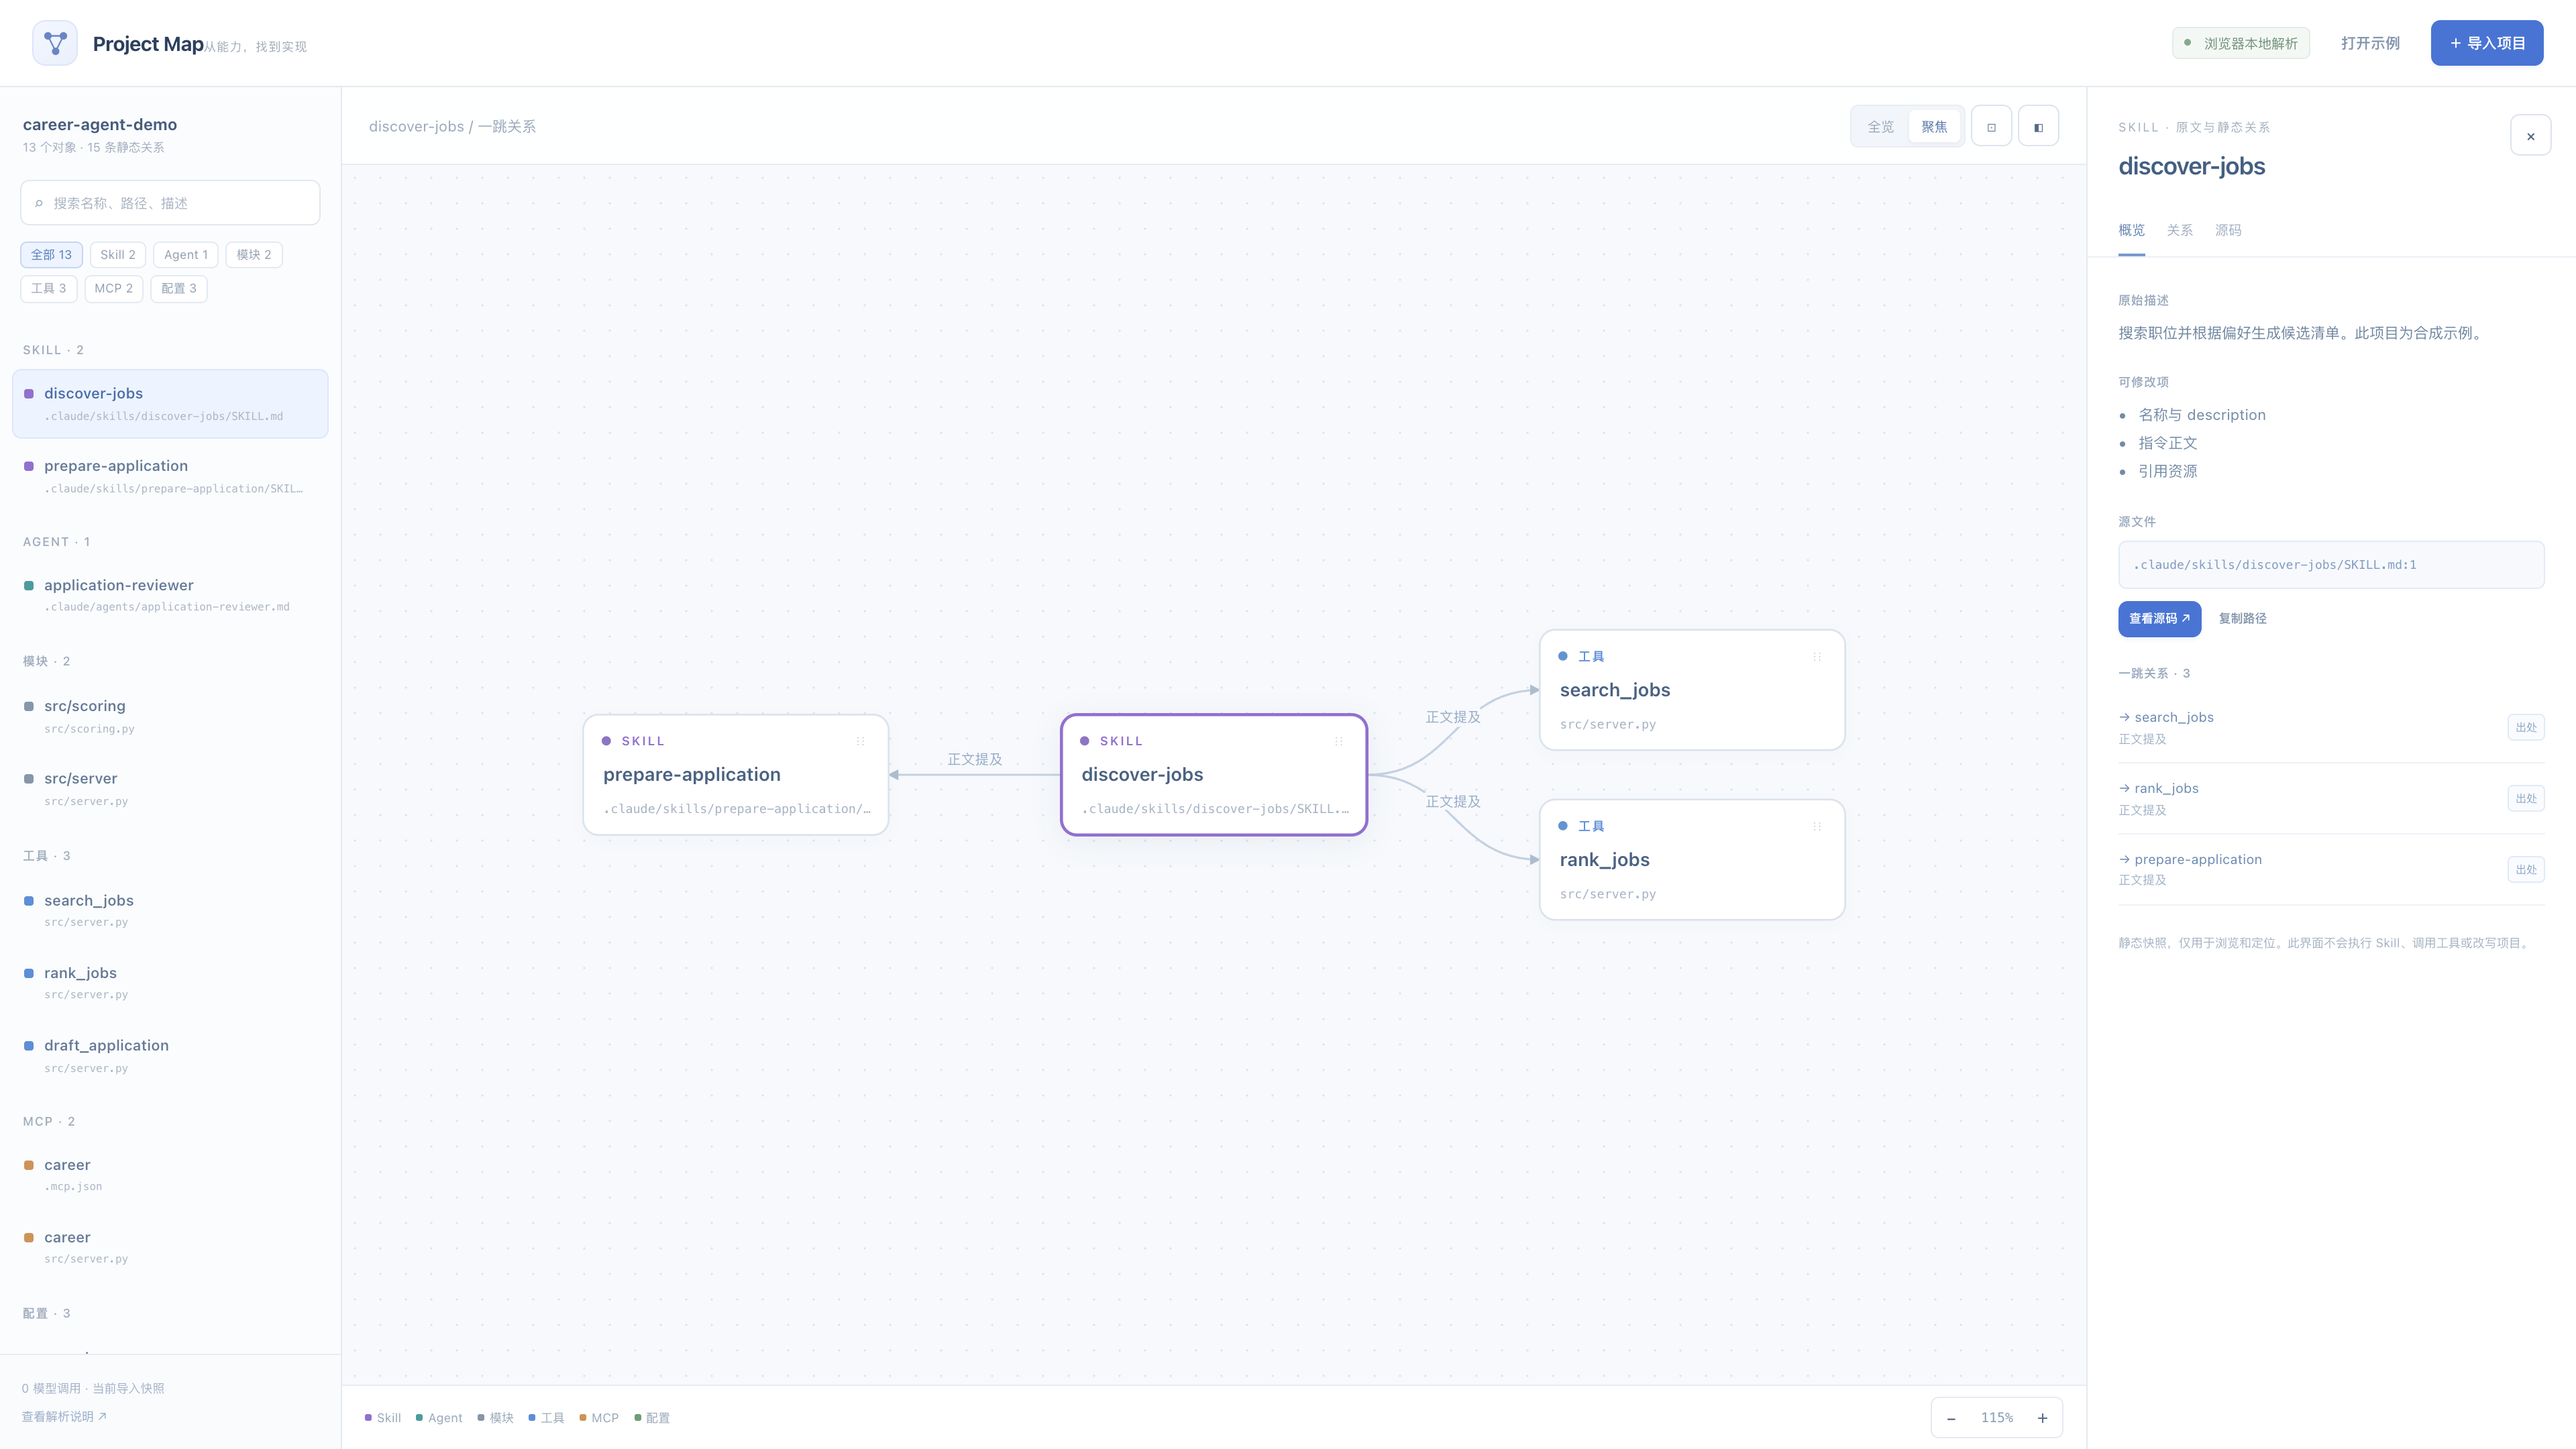 Project Map从能力，找到实现
浏览器本地解析
打开示例
+ 导入项目
career-agent-demo
13 个对象 · 15 条静态关系
搜索名称、路径、描述
全部 13
Skill 2
Agent 1
模块 2
工具 3
MCP 2
配置 3
SKILL · 2
discover-jobs
.claude/skills/discover-jobs/SKILL.md
prepare-application
.claude/skills/prepare-application/SKIL…
AGENT · 1
application-reviewer
.claude/agents/application-reviewer.md
模块 · 2
src/scoring
src/scoring.py
src/server
src/server.py
工具 · 3
search_jobs
src/server.py
rank_jobs
src/server.py
draft_application
src/server.py
MCP · 2
career
.mcp.json
career
src/server.py
配置 · 3
0 模型调用 · 当前导入快照
查看解析说明 ↗
discover-jobs / 一跳关系
全览
聚焦
SKILL
prepare-application
.claude/skills/prepare-application/…
正文提及
SKILL
discover-jobs
.claude/skills/discover-jobs/SKILL.…
正文提及
正文提及
工具
search_jobs
src/server.py
工具
rank_jobs
src/server.py
Skill
Agent
模块
工具
MCP
配置
− 115% +
SKILL · 原文与静态关系
×
discover-jobs
概览
关系
源码
原始描述
搜索职位并根据偏好生成候选清单。此项目为合成示例。
可修改项
• 名称与 description
• 指令正文
• 引用资源
源文件
.claude/skills/discover-jobs/SKILL.md:1
查看源码 ↗
复制路径
一跳关系 · 3
→ search_jobs
正文提及
出处
→ rank_jobs
正文提及
出处
→ prepare-application
正文提及
出处
静态快照，仅用于浏览和定位。此界面不会执行 Skill、调用工具或改写项目。